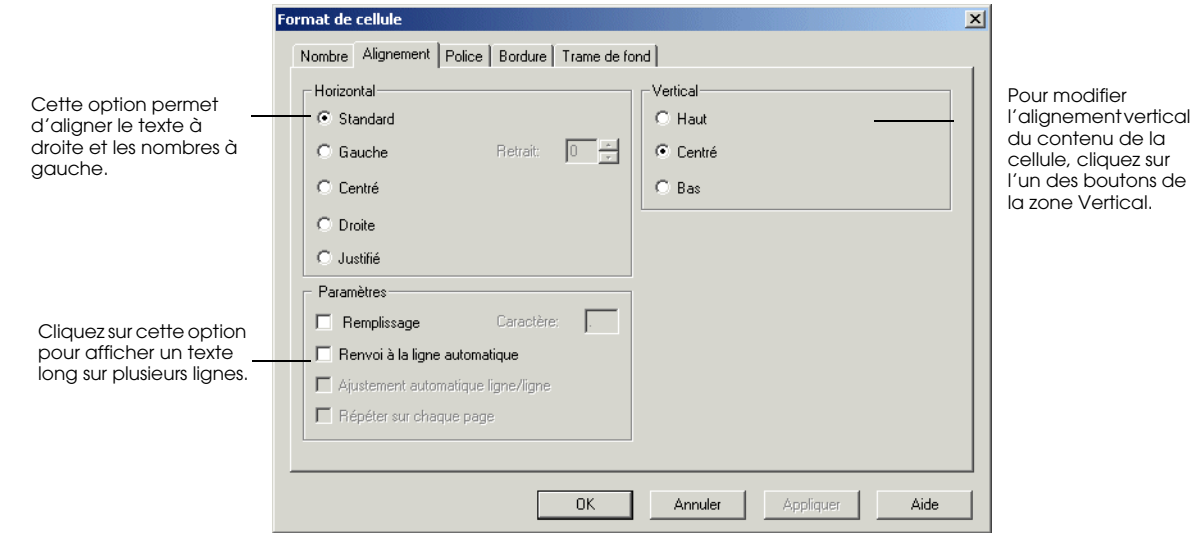 Format de cellule
Nombre Alignement Police Bordure Trame de fond
Cette option permet
d'aligner le texte à
droite et les nombres à
gauche.
Horizontal
Standard
Gauche Retrait: 0
Centré
Droite
Justifié
Vertical
Haut
Centré
Bas
Pour modifier
l'alignement vertical
du contenu de la
cellule, cliquez sur
l'un des boutons de
la zone Vertical.
Paramètres
Remplissage Caractère: .
Renvoi à la ligne automatique
Ajustement automatique ligne/ligne
Répéter sur chaque page
Cliquez sur cette option
pour afficher un texte
long sur plusieurs lignes.
OK Annuler Appliquer Aide